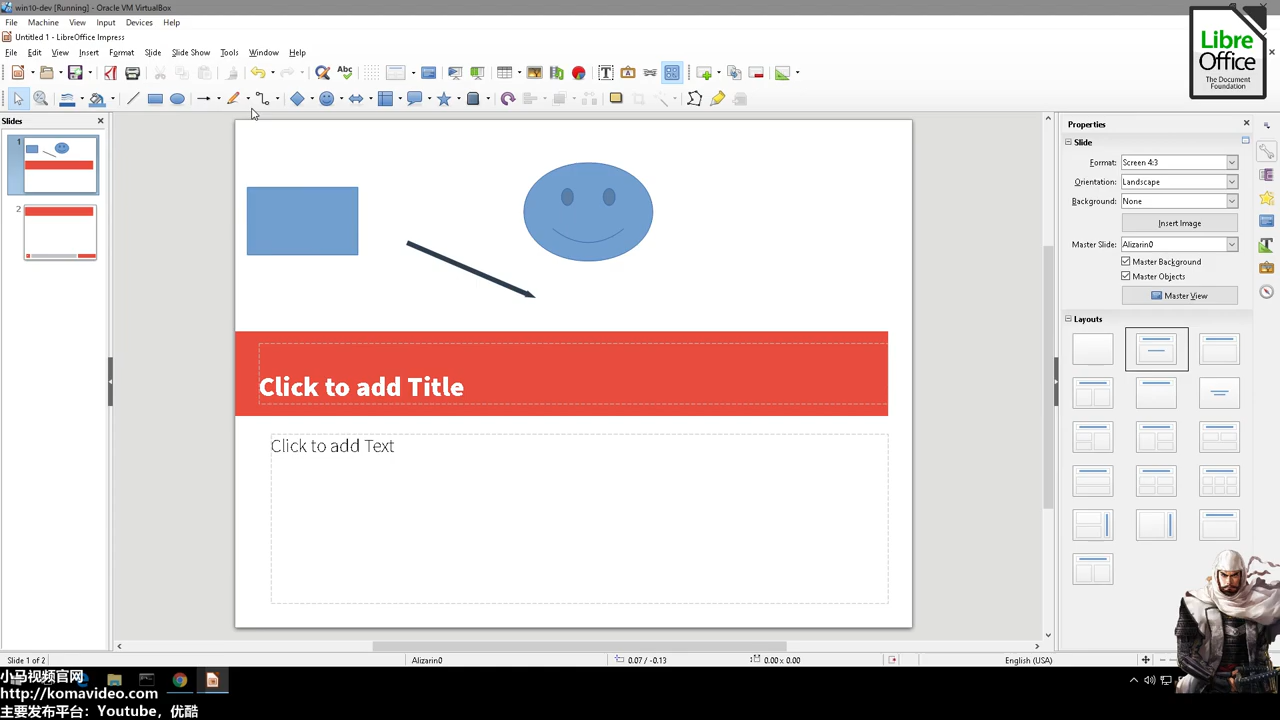 win10-dev [Running] - Oracle VM VirtualBox
File Machine View Input Devices Help
Untitled 1 - LibreOffice Impress
File Edit View Insert Format Slide Slide Show Tools Window Help
Libre
Office
The Document
Foundation
Slides
1
2
Click to add Title
Click to add Text
Properties
Slide
Format: Screen 4:3
Orientation: Landscape
Background: None
Insert Image
Master Slide: Alizarin0
Master Background
Master Objects
Master View
Layouts
Slide 1 of 2 Alizarin0 0.07 / -0.13 0.00 x 0.00 English (USA)
小马视频官网
http://komavideo.com
主要发布平台：Youtube，优酷